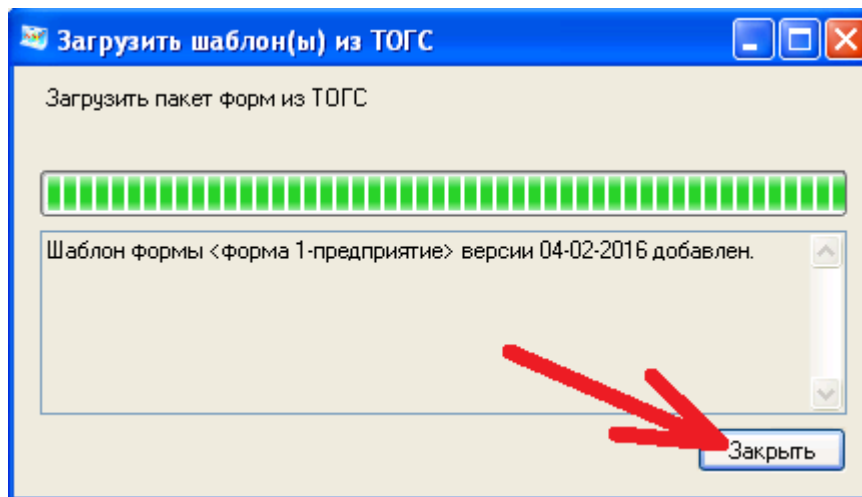 Загрузить шаблон(ы) из ТОГС
Загрузить пакет форм из ТОГС
Шаблон формы <форма 1-предприятие> версии 04-02-2016 добавлен.
Закрыть